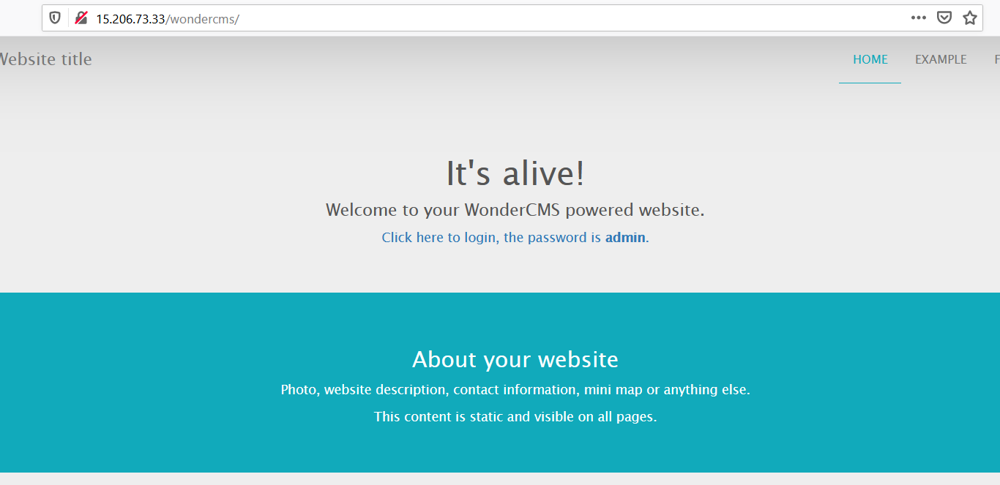 15.206.73.33/wondercms/
Website title
HOME
EXAMPLE
It's alive!
Welcome to your WonderCMS powered website.
Click here to login, the password is admin.
About your website
Photo, website description, contact information, mini map or anything else.
This content is static and visible on all pages.